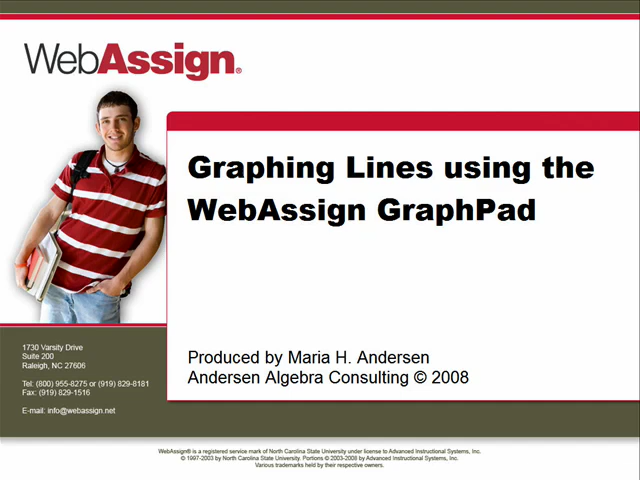 WebAssign®
Graphing Lines using the
WebAssign GraphPad
Produced by Maria H. Andersen
Andersen Algebra Consulting © 2008
1730 Varsity Drive
Suite 200
Raleigh, NC 27606
Tel: (800) 955-8275 or (919) 829-8181
Fax: (919) 829-1516
E-mail: info@webassign.net
WebAssign® is a registered service mark of North Carolina State University under license to Advanced Instructional Systems, Inc.
© 1997-2003 by North Carolina State University. Portions © 2003-2008 by Advanced Instructional Systems, Inc.
Various trademarks held by their respective owners.